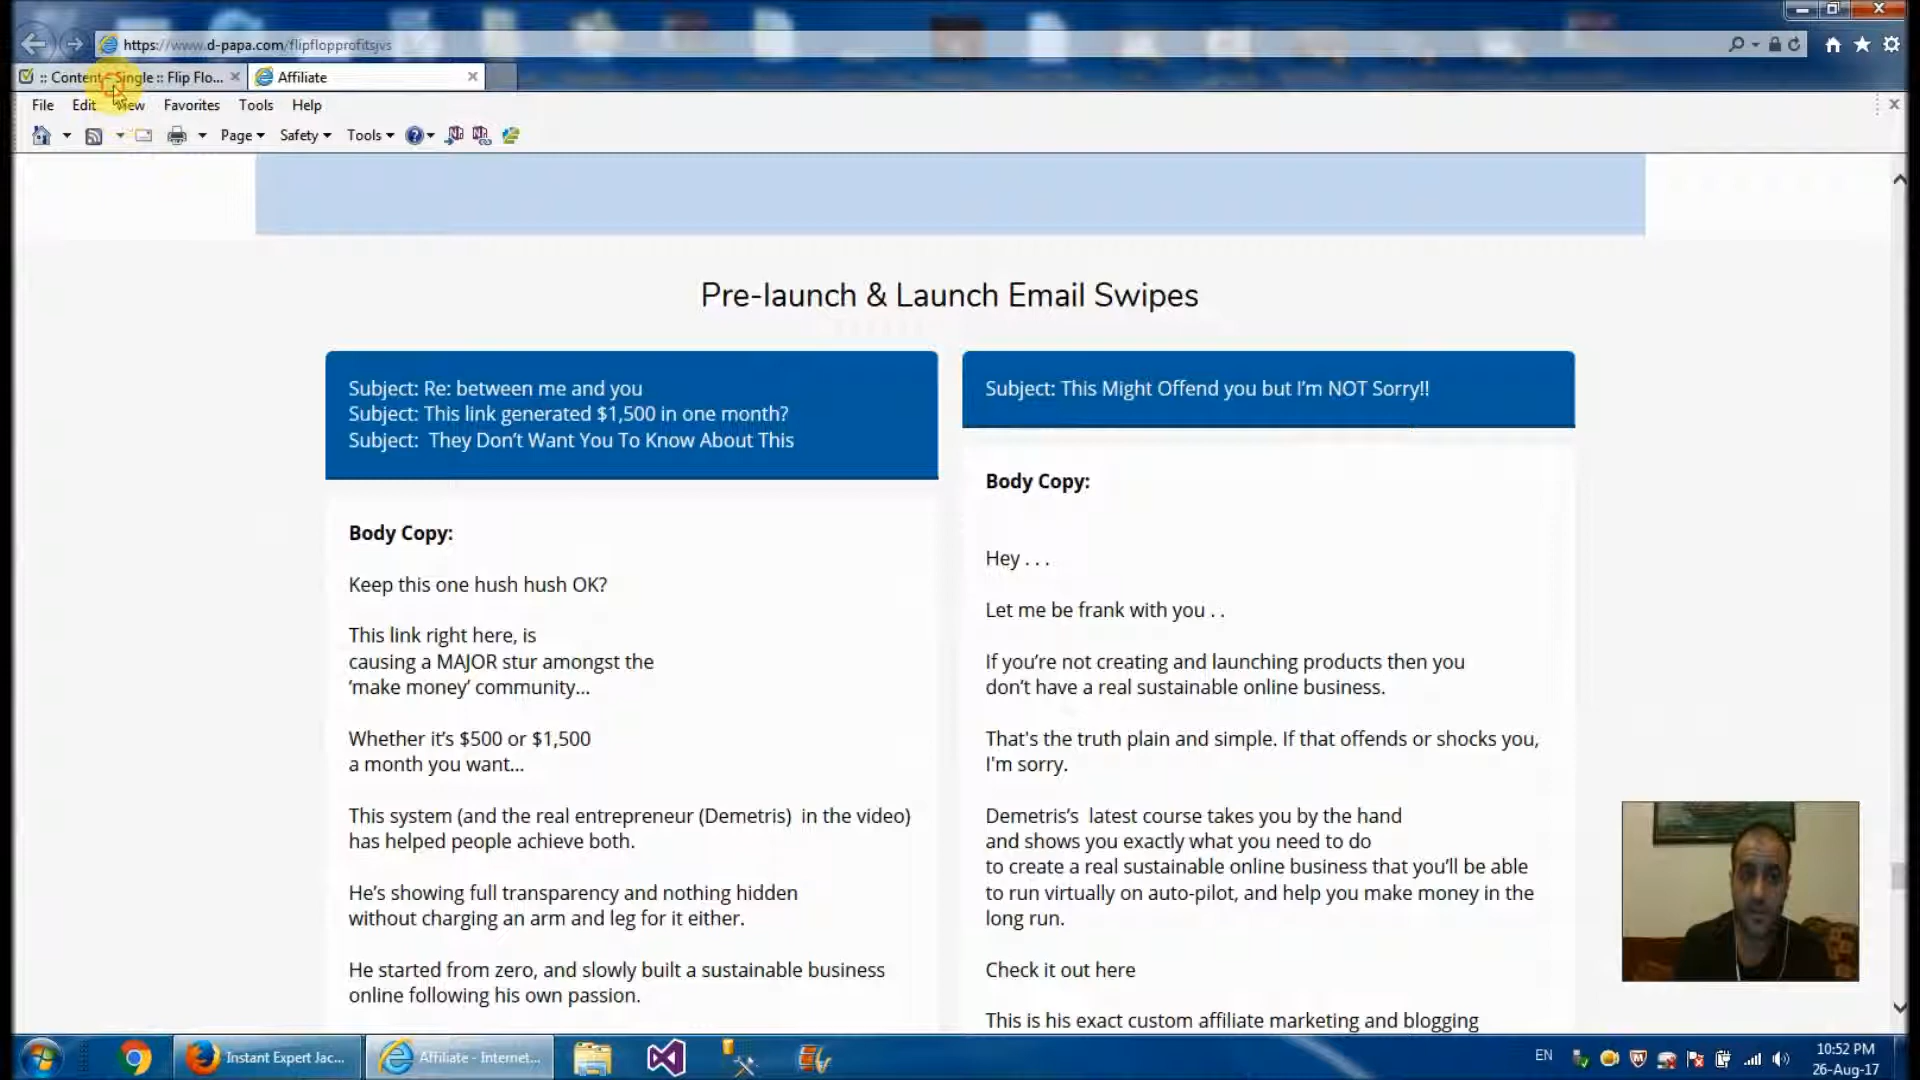 https://www.d-papa.com/flipflopprofitsjvs
:: Content - Single :: Flip Flo...
Affiliate
File Edit View Favorites Tools Help
Page Safety Tools
Pre-launch & Launch Email Swipes
Subject: Re: between me and you
Subject: This link generated $1,500 in one month?
Subject: They Don’t Want You To Know About This
Body Copy:
Keep this one hush hush OK?
This link right here, is
causing a MAJOR stur amongst the
‘make money’ community...
Whether it’s $500 or $1,500
a month you want...
This system (and the real entrepreneur (Demetris) in the video)
has helped people achieve both.
He’s showing full transparency and nothing hidden
without charging an arm and leg for it either.
He started from zero, and slowly built a sustainable business
online following his own passion.
Subject: This Might Offend you but I’m NOT Sorry!!
Body Copy:
Hey . . .
Let me be frank with you . .
If you’re not creating and launching products then you
don’t have a real sustainable online business.
That's the truth plain and simple. If that offends or shocks you,
I'm sorry.
Demetris’s latest course takes you by the hand
and shows you exactly what you need to do
to create a real sustainable online business that you’ll be able
to run virtually on auto-pilot, and help you make money in the
long run.
Check it out here
This is his exact custom affiliate marketing and blogging
Instant Expert Jac...
Affiliate - Internet...
EN
10:52 PM
26-Aug-17